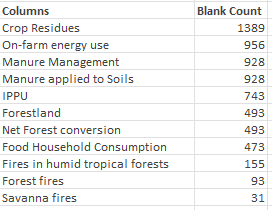 Columns Blank Count
Crop Residues 1389
On-farm energy use 956
Manure Management 928
Manure applied to Soils 928
IPPU 743
Forestland 493
Net Forest conversion 493
Food Household Consumption 473
Fires in humid tropical forests 155
Forest fires 93
Savanna fires 31